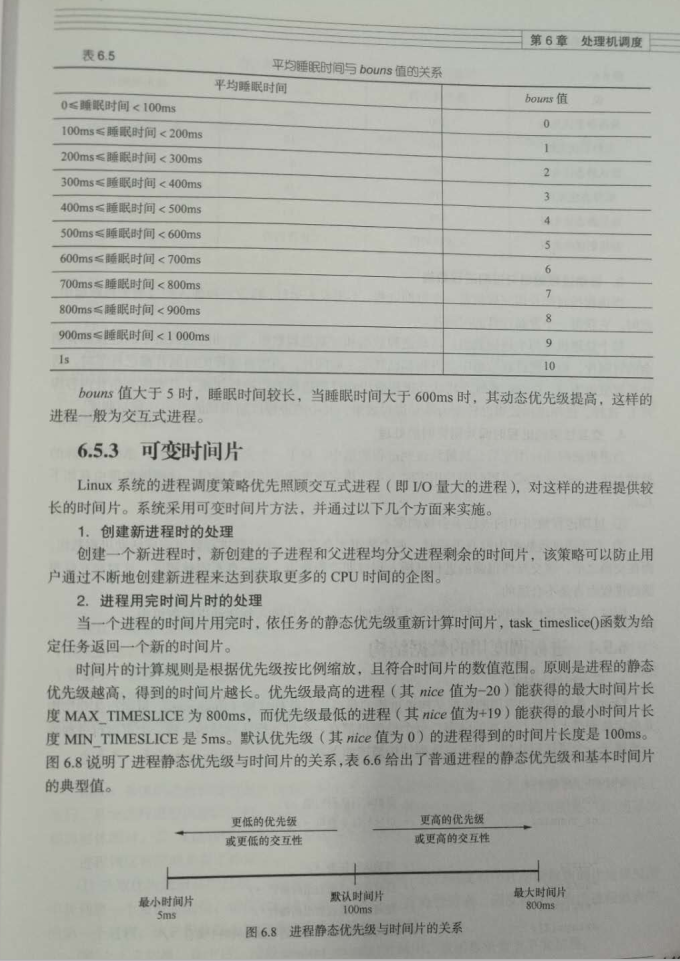 第6章 处理机调度
表6.5
平均睡眠时间与 bouns 值的关系
平均睡眠时间 bouns 值
0≤睡眠时间<100ms 0
100ms≤睡眠时间<200ms 1
200ms≤睡眠时间<300ms 2
300ms≤睡眠时间<400ms 3
400ms≤睡眠时间<500ms 4
500ms≤睡眠时间<600ms 5
600ms≤睡眠时间<700ms 6
700ms≤睡眠时间<800ms 7
800ms≤睡眠时间<900ms 8
900ms≤睡眠时间<1 000ms 9
1s 10
bouns 值大于 5 时，睡眠时间较长，当睡眠时间大于 600ms 时，其动态优先级提高，这样的
进程一般为交互式进程。
6.5.3 可变时间片
Linux 系统的进程调度策略优先照顾交互式进程（即 I/O 量大的进程），对这样的进程提供较
长的时间片。系统采用可变时间片方法，并通过以下几个方面来实施。
1．创建新进程时的处理
创建一个新进程时，新创建的子进程和父进程均分父进程剩余的时间片，该策略可以防止用
户通过不断地创建新进程来达到获取更多的 CPU 时间的企图。
2．进程用完时间片时的处理
当一个进程的时间片用完时，依任务的静态优先级重新计算时间片，task_timeslice()函数为给
定任务返回一个新的时间片。
时间片的计算规则是根据优先级按比例缩放，且符合时间片的数值范围。原则是进程的静态
优先级越高，得到的时间片越长。优先级最高的进程（其 nice 值为−20）能获得的最大时间片长
度 MAX_TIMESLICE 为 800ms，而优先级最低的进程（其 nice 值为+19）能获得的最小时间片长
度 MIN_TIMESLICE 是 5ms。默认优先级（其 nice 值为 0）的进程得到的时间片长度是 100ms。
图 6.8 说明了进程静态优先级与时间片的关系，表 6.6 给出了普通进程的静态优先级和基本时间片
的典型值。
更低的优先级 更高的优先级
或更低的交互性 或更高的交互性
最小时间片 默认时间片 最大时间片
5ms 100ms 800ms
图 6.8 进程静态优先级与时间片的关系